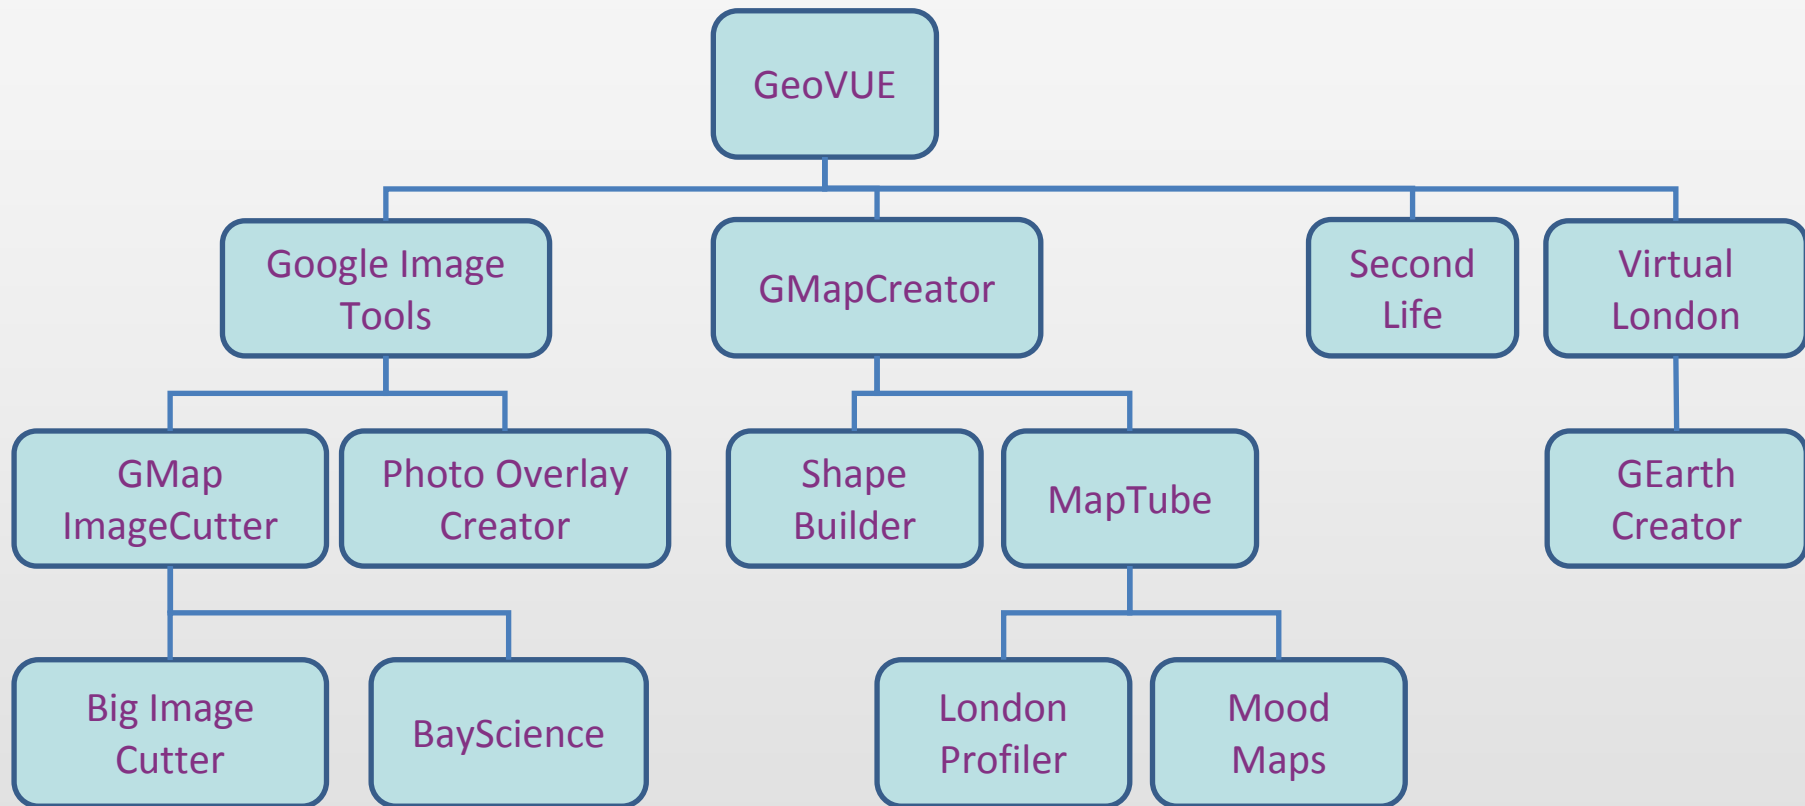 GeoVUE
Google Image
Tools
GMapCreator
Second
Life
Virtual
London
GMap
ImageCutter
Photo Overlay
Creator
Shape
Builder
MapTube
GEarth
Creator
Big Image
Cutter
BayScience
London
Profiler
Mood
Maps